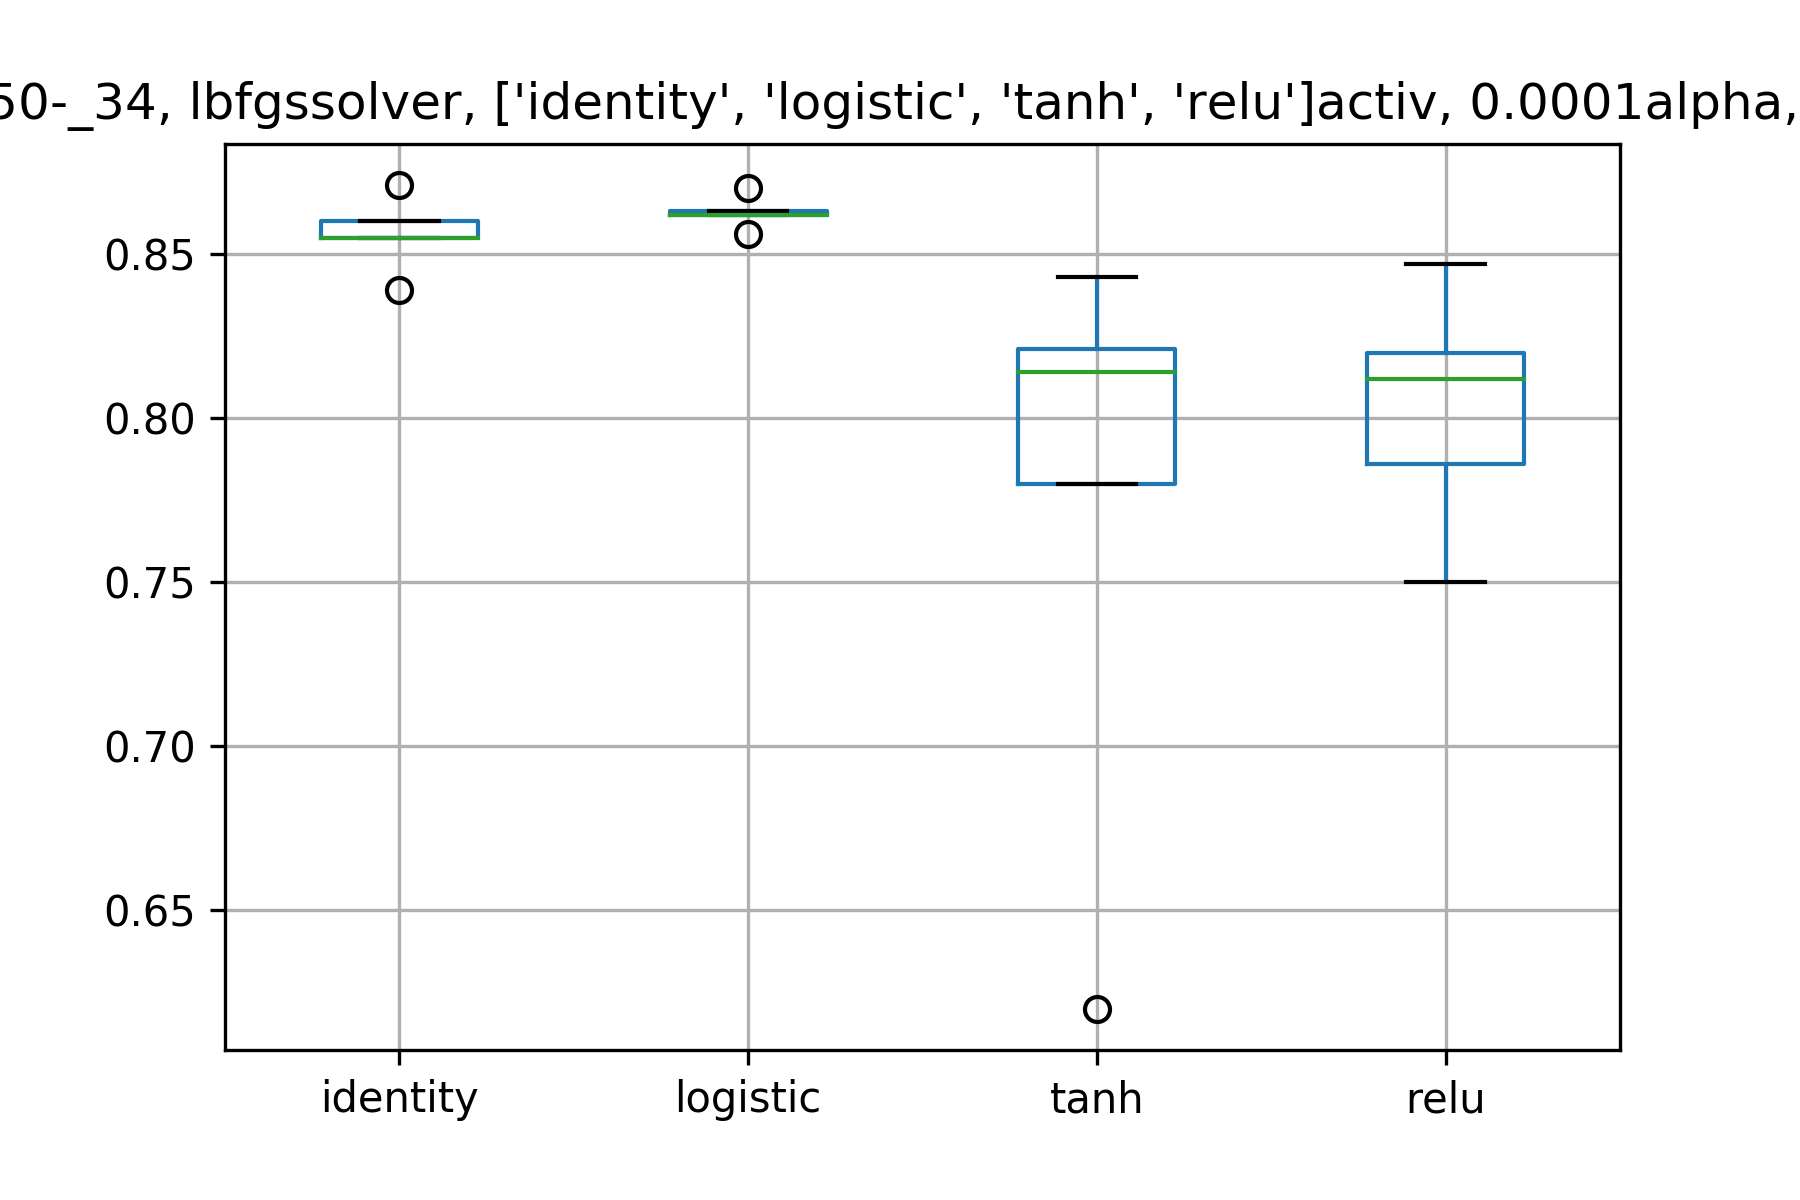 50-_34, lbfgssolver, ['identity', 'logistic', 'tanh', 'relu']activ, 0.0001alpha,
0.85
0.80
0.75
0.70
0.65
identity logistic tanh relu